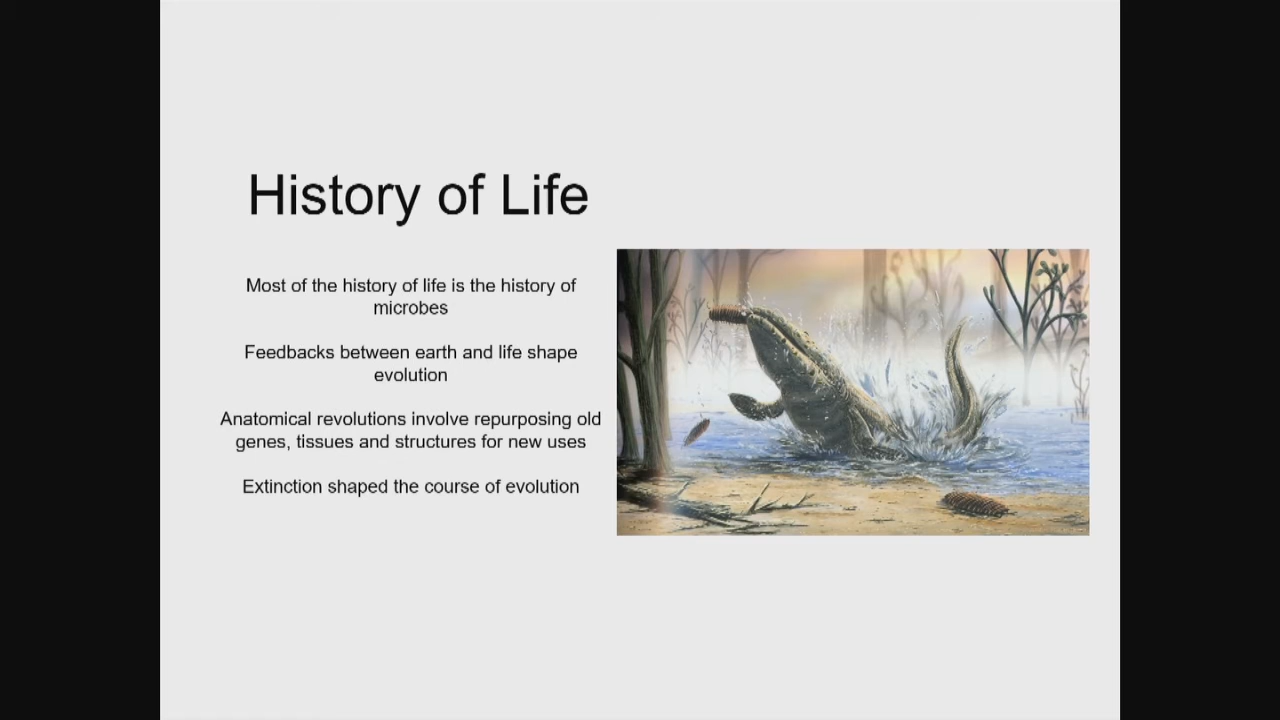 History of Life
Most of the history of life is the history of
microbes
Feedbacks between earth and life shape
evolution
Anatomical revolutions involve repurposing old
genes, tissues and structures for new uses
Extinction shaped the course of evolution